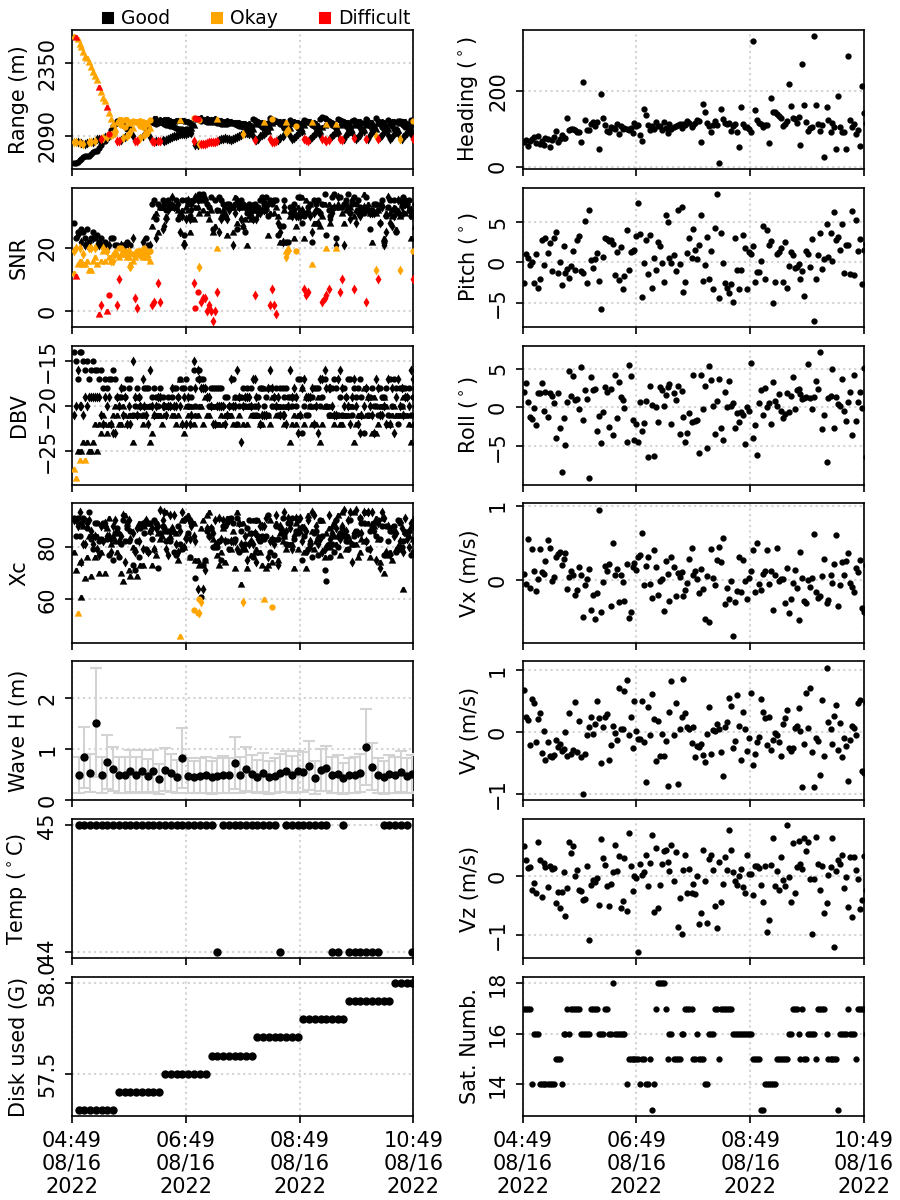 Good Okay Difficult
Range (m)
2350
2090
Heading (°)
200
0
SNR
20
0
Pitch (°)
5
0
−5
DBV
−15
−20
−25
Roll (°)
5
0
−5
Xc
80
60
Vx (m/s)
1
0
Wave H (m)
2
1
0
Vy (m/s)
1
0
−1
Temp (°C)
45
44
Vz (m/s)
0
−1
Disk used (G)
58.0
57.5
Sat. Numb.
18
16
14
04:49 06:49 08:49 10:49
08/16 08/16 08/16 08/16
2022 2022 2022 2022
04:49 06:49 08:49 10:49
08/16 08/16 08/16 08/16
2022 2022 2022 2022